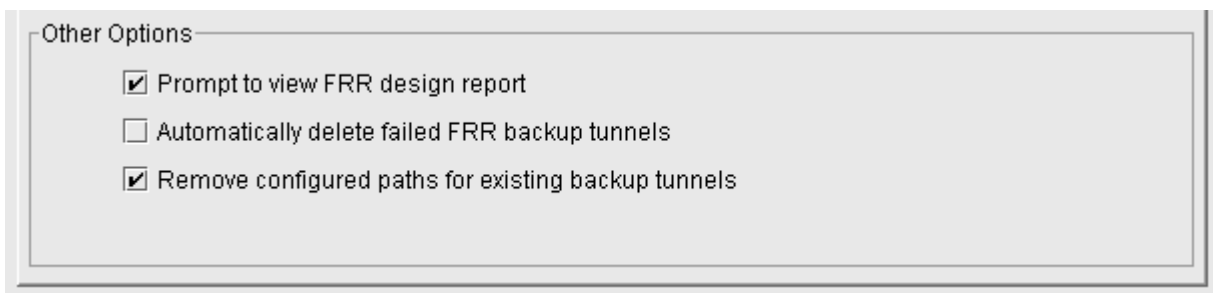 Other Options
Prompt to view FRR design report
Automatically delete failed FRR backup tunnels
Remove configured paths for existing backup tunnels